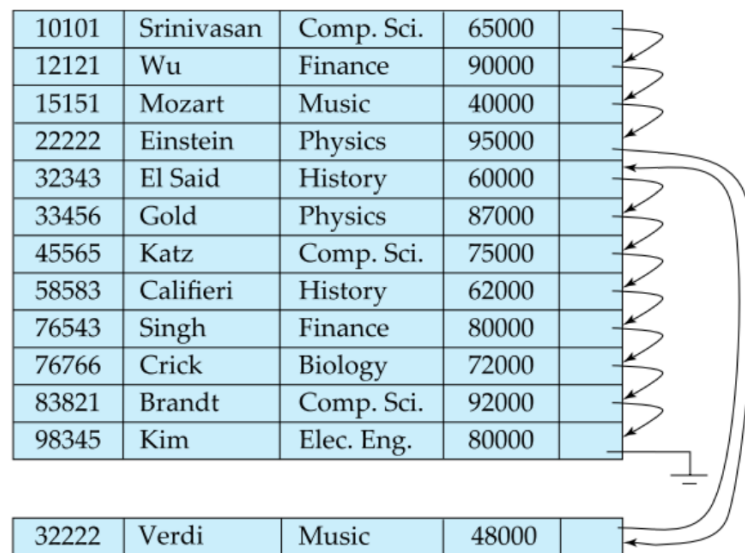 10101 Srinivasan Comp. Sci. 65000
12121 Wu Finance 90000
15151 Mozart Music 40000
22222 Einstein Physics 95000
32343 El Said History 60000
33456 Gold Physics 87000
45565 Katz Comp. Sci. 75000
58583 Califieri History 62000
76543 Singh Finance 80000
76766 Crick Biology 72000
83821 Brandt Comp. Sci. 92000
98345 Kim Elec. Eng. 80000
32222 Verdi Music 48000